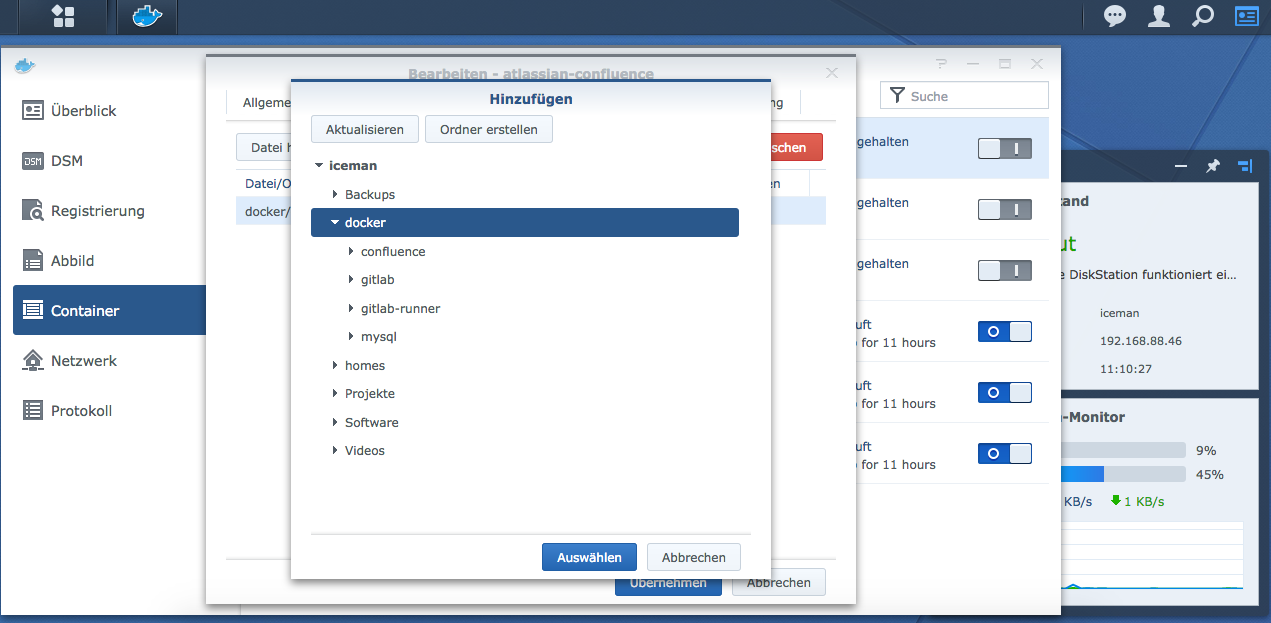 Bearbeiten - atlassian-confluence
Überblick
DSM
DSM
Registrierung
Abbild
Container
Netzwerk
Protokoll
Allgeme
ng
Datei h
schen
Datei/O
en
docker/
Hinzufügen
Aktualisieren
Ordner erstellen
iceman
Backups
docker
confluence
gitlab
gitlab-runner
mysql
homes
Projekte
Software
Videos
Auswählen
Abbrechen
Übernehmen
Abbrechen
Suche
gehalten
gehalten
gehalten
uft
for 11 hours
uft
for 11 hours
uft
for 11 hours
and
ut
e DiskStation funktioniert ei...
iceman
192.168.88.46
11:10:27
-Monitor
9%
45%
KB/s
1 KB/s